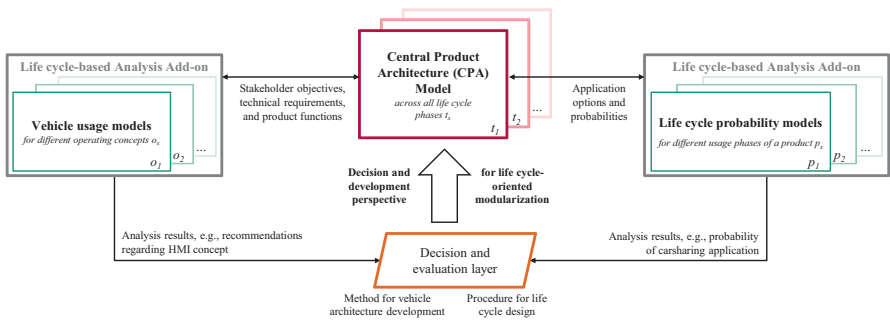 Life cycle-based Analysis Add-on
Vehicle usage models
for different operating concepts oₓ
o₁
o₂
...
Stakeholder objectives,
technical requirements,
and product functions
Central Product
Architecture (CPA)
Model
across all life cycle
phases tₓ
t₁
t₂
...
Application
options and
probabilities
Life cycle-based Analysis Add-on
Life cycle probability models
for different usage phases of a product pₓ
p₁
p₂
...
Decision and
development
perspective
for life cycle-
oriented
modularization
Analysis results, e.g., recommendations
regarding HMI concept
Analysis results, e.g., probability
of carsharing application
Decision and
evaluation layer
Method for vehicle
architecture development
Procedure for life
cycle design